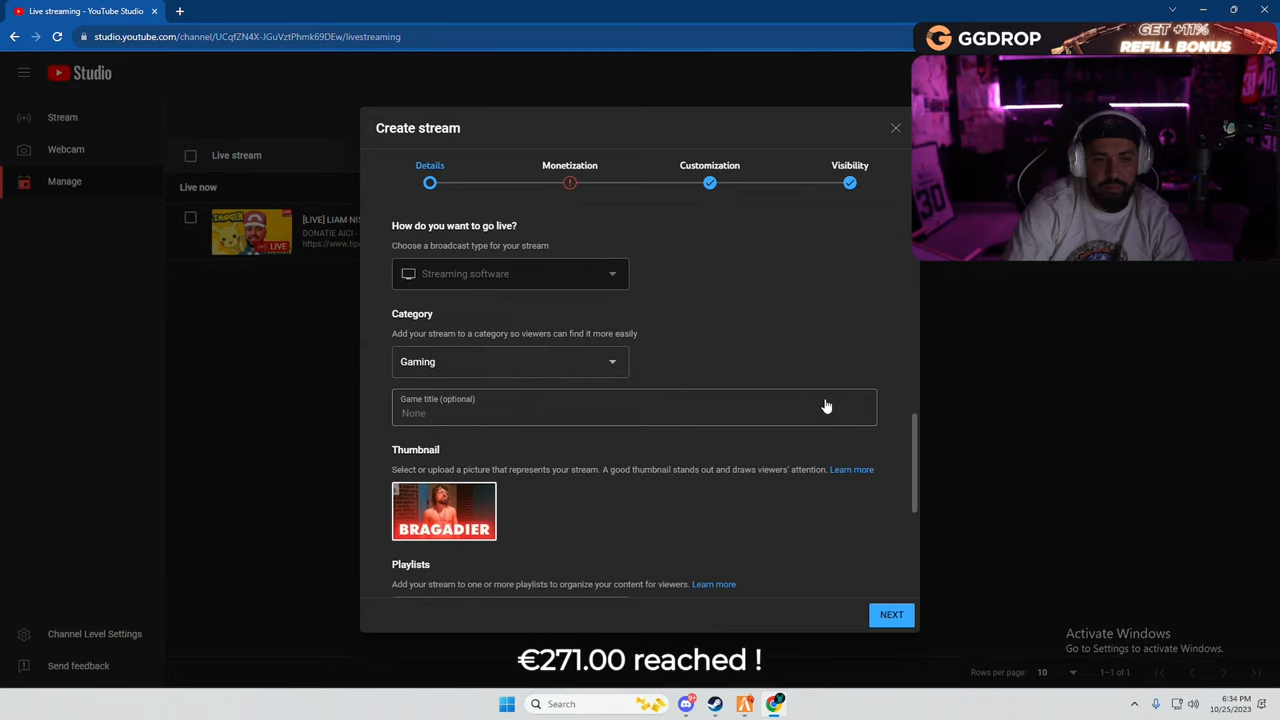 Live streaming - YouTube Studio
studio.youtube.com/channel/UCqfZN4X-JGuVztPhmk69DEw/livestreaming
GGDROP
GET +11%
REFILL BONUS
Studio
Stream
Webcam
Manage
Live stream
Live now
[LIVE] LIAM NIS
DONATIE AICI -
https://www.tipa
LIVE
Create stream
Details
Monetization
Customization
Visibility
How do you want to go live?
Choose a broadcast type for your stream
Streaming software
Category
Add your stream to a category so viewers can find it more easily
Gaming
Game title (optional)
None
Thumbnail
Select or upload a picture that represents your stream. A good thumbnail stands out and draws viewers' attention. Learn more
BRAGADIER
Playlists
Add your stream to one or more playlists to organize your content for viewers. Learn more
NEXT
Channel Level Settings
Send feedback
€271.00 reached !
Activate Windows
Go to Settings to activate Windows.
Rows per page: 10 1–1 of 1
Search
6:34 PM
10/25/2023